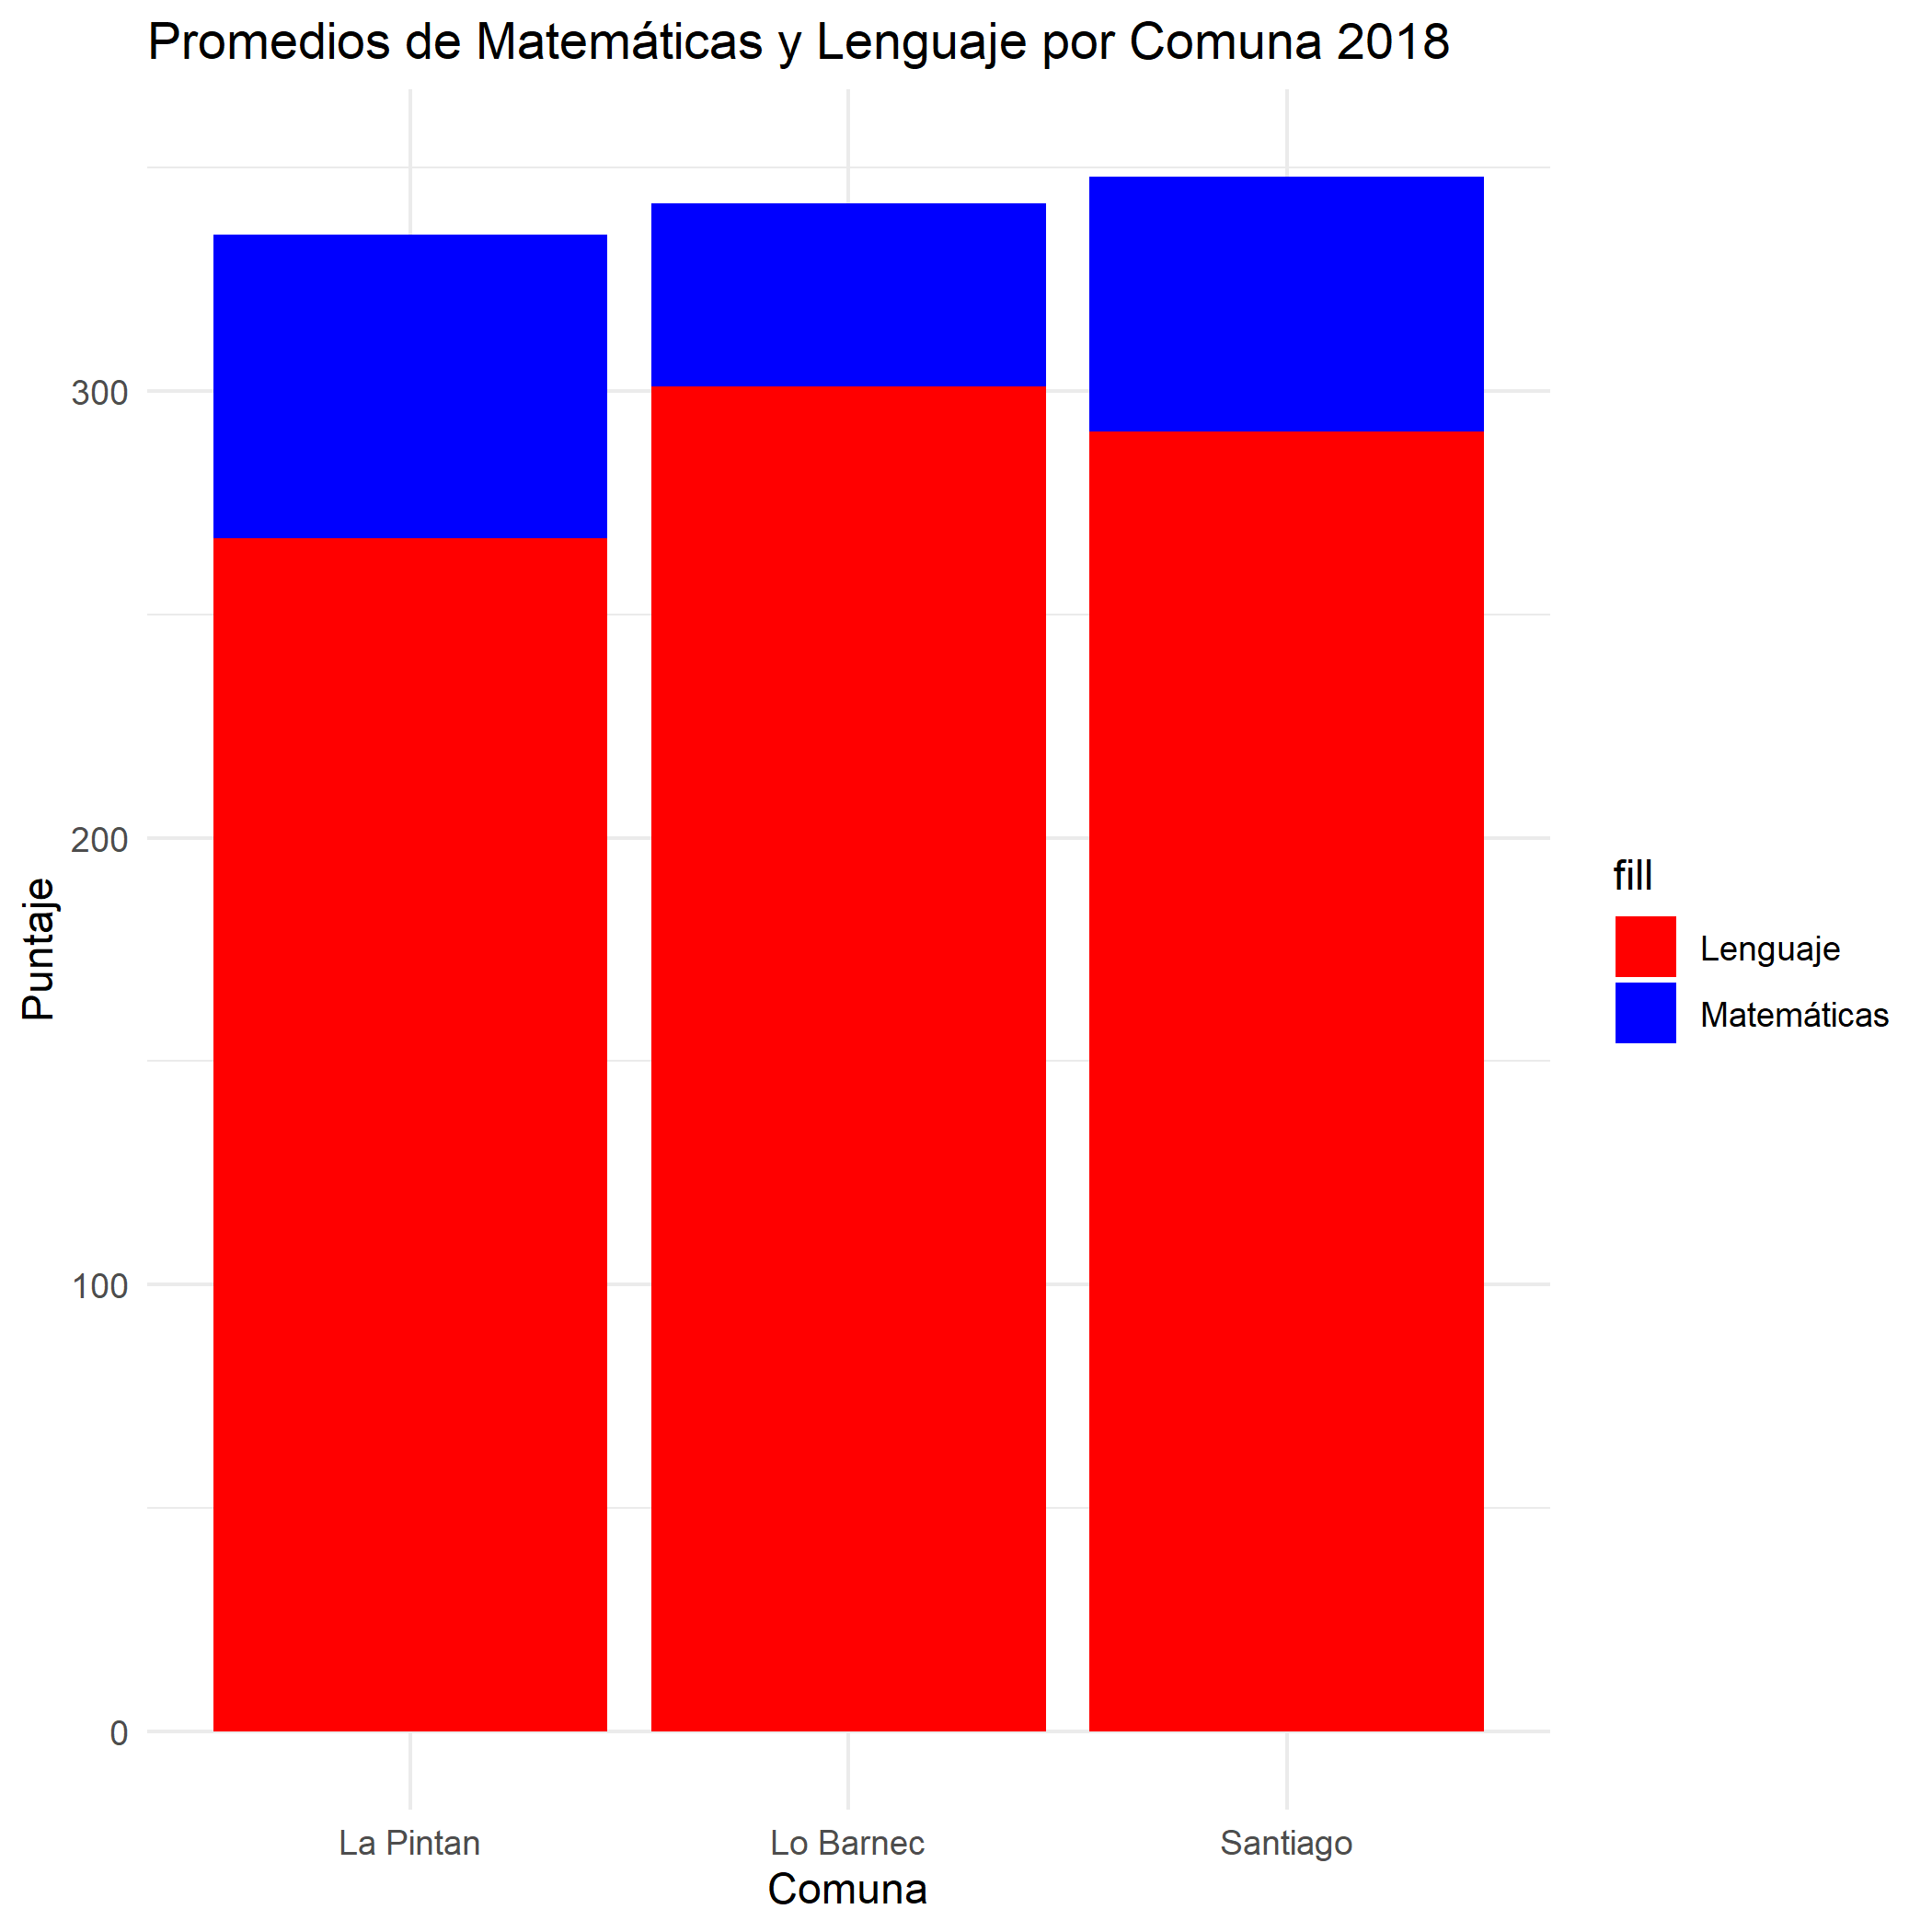 Promedios de Matemáticas y Lenguaje por Comuna 2018
300
200
100
0
Puntaje
La Pintan
Lo Barnec
Santiago
Comuna
fill
Lenguaje
Matemáticas